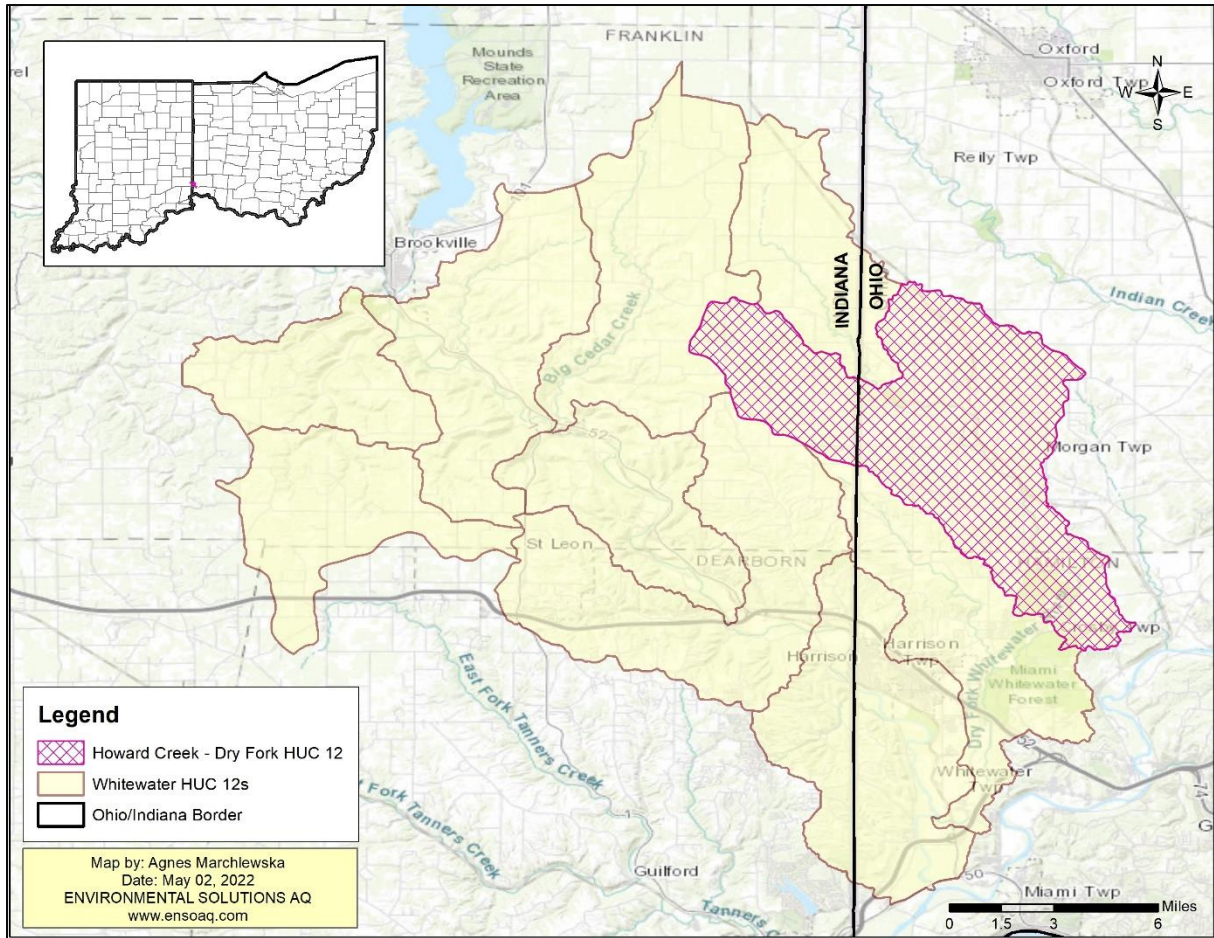 FRANKLIN
Mounds
State
Recreation
Area
Oxford
Oxford Twp
N
W
E
S
Reily Twp
101
Brookville
INDIANA
OHIO
Indian Creek
Big Cedar Creek
52
Morgan Twp
St Leon
DEARBORN
Harrison
Harrison
Twp
Dry Fork Whitewater
Miami
Whitewater
Forest
52
Whitewater
Twp
74
East Fork Tanners Creek
Fork Tanners Creek
1
Guilford
Tanners Creek
50
Miami Twp
Legend
Howard Creek - Dry Fork HUC 12
Whitewater HUC 12s
Ohio/Indiana Border
Map by: Agnes Marchlewska
Date: May 02, 2022
ENVIRONMENTAL SOLUTIONS AQ
www.ensoaq.com
Miles
0 1.5 3 6